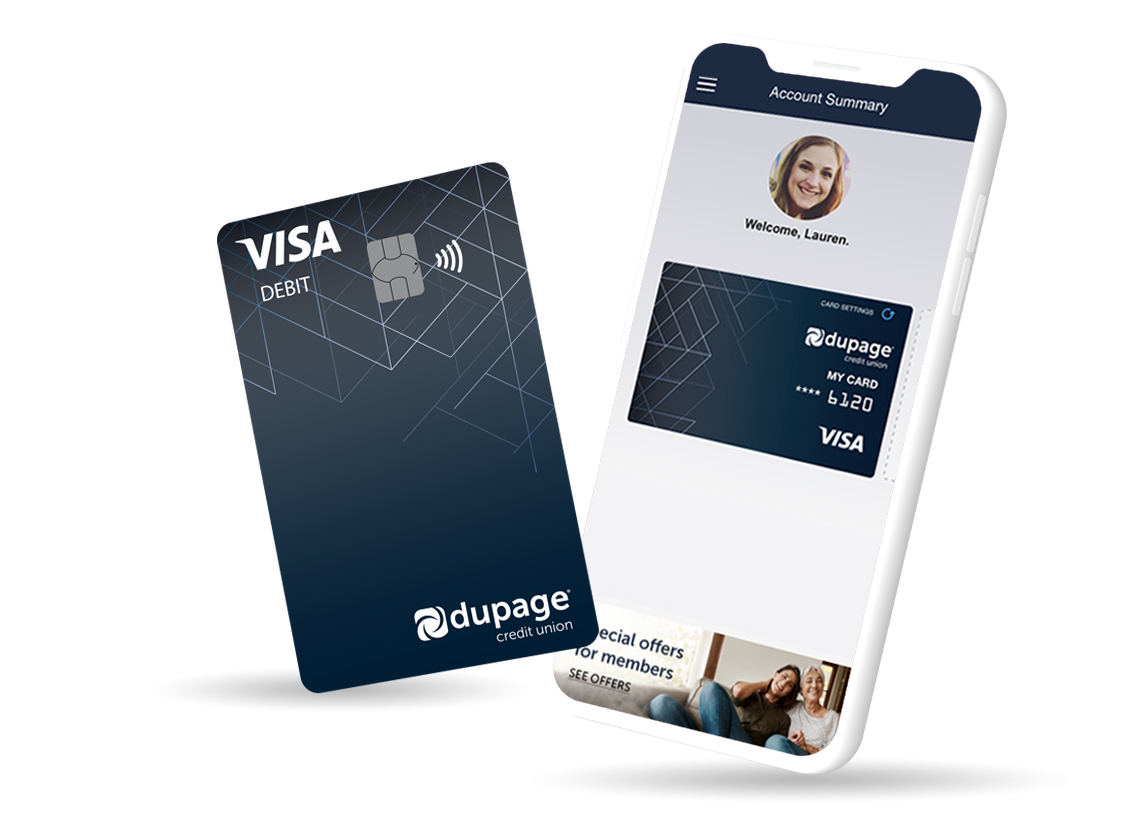 VISA
DEBIT
dupage
credit union
Account Summary
Welcome, Lauren.
CARD SETTINGS
dupage
credit union
MY CARD
**** 6120
VISA
ecial offers
for members
SEE OFFERS